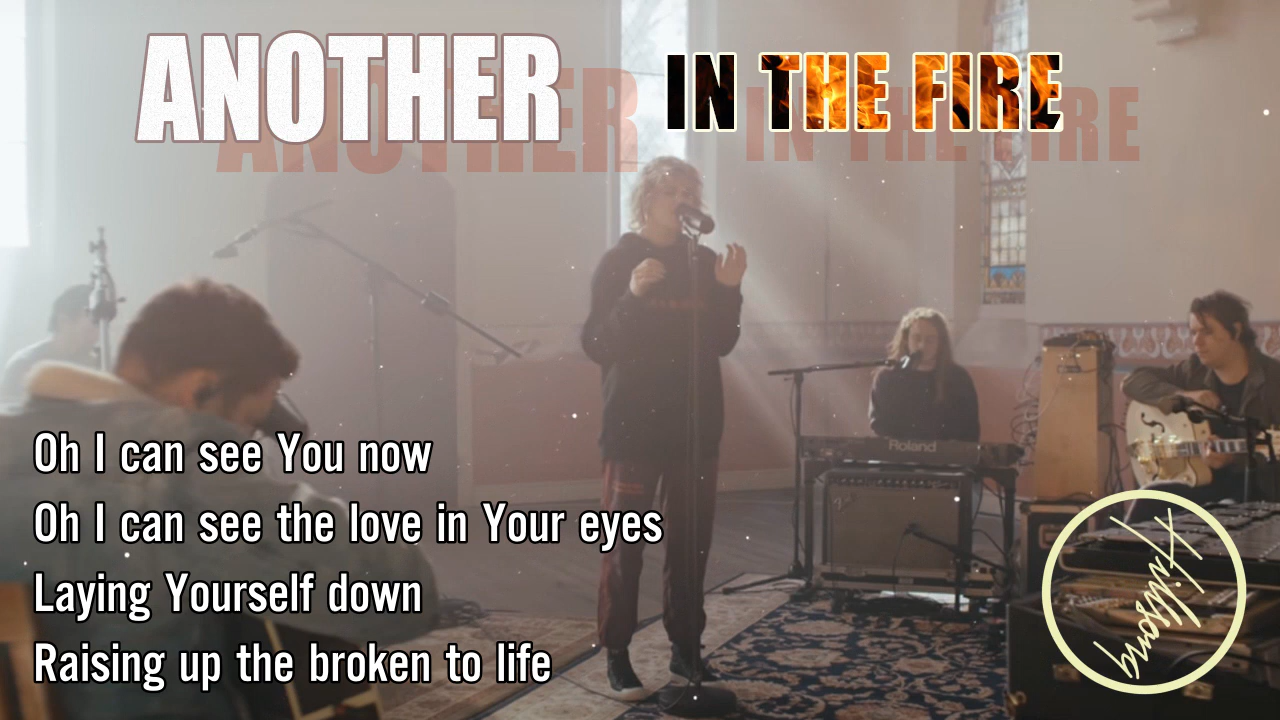 ANOTHER IN THE FIRE
Oh I can see You now
Oh I can see the love in Your eyes
Laying Yourself down
Raising up the broken to life
Roland
Hillsong